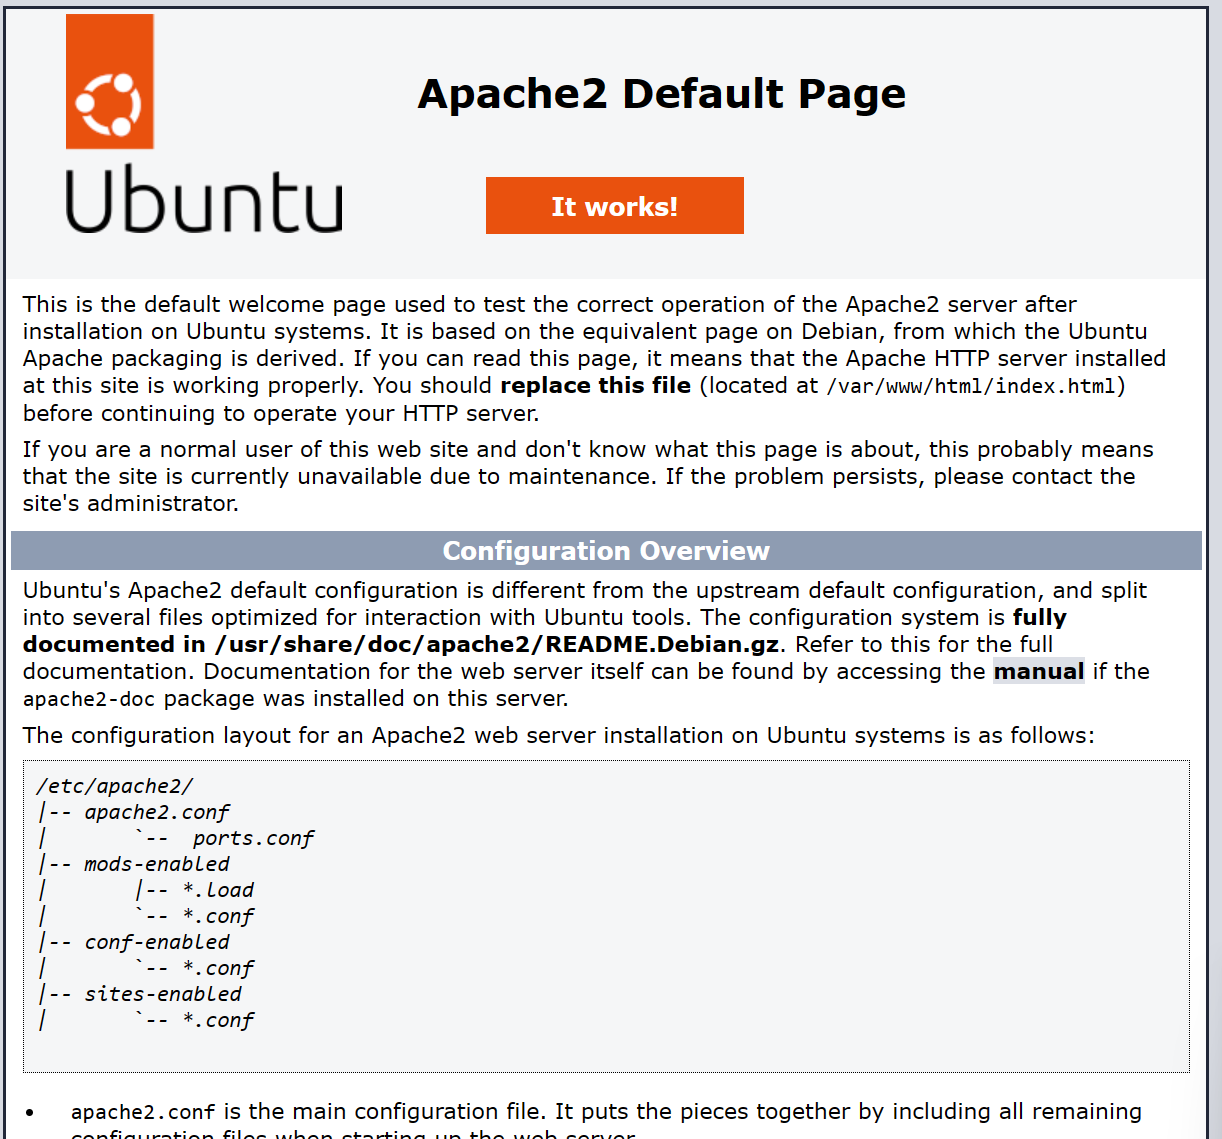 Ubuntu
Apache2 Default Page
It works!
This is the default welcome page used to test the correct operation of the Apache2 server after
installation on Ubuntu systems. It is based on the equivalent page on Debian, from which the Ubuntu
Apache packaging is derived. If you can read this page, it means that the Apache HTTP server installed
at this site is working properly. You should replace this file (located at /var/www/html/index.html)
before continuing to operate your HTTP server.
If you are a normal user of this web site and don't know what this page is about, this probably means
that the site is currently unavailable due to maintenance. If the problem persists, please contact the
site's administrator.
Configuration Overview
Ubuntu's Apache2 default configuration is different from the upstream default configuration, and split
into several files optimized for interaction with Ubuntu tools. The configuration system is fully
documented in /usr/share/doc/apache2/README.Debian.gz. Refer to this for the full
documentation. Documentation for the web server itself can be found by accessing the manual if the
apache2-doc package was installed on this server.
The configuration layout for an Apache2 web server installation on Ubuntu systems is as follows:
/etc/apache2/
|-- apache2.conf
|       `--  ports.conf
|-- mods-enabled
|       |-- *.load
|       `-- *.conf
|-- conf-enabled
|       `-- *.conf
|-- sites-enabled
|       `-- *.conf
• apache2.conf is the main configuration file. It puts the pieces together by including all remaining
configuration files when starting up the web server.